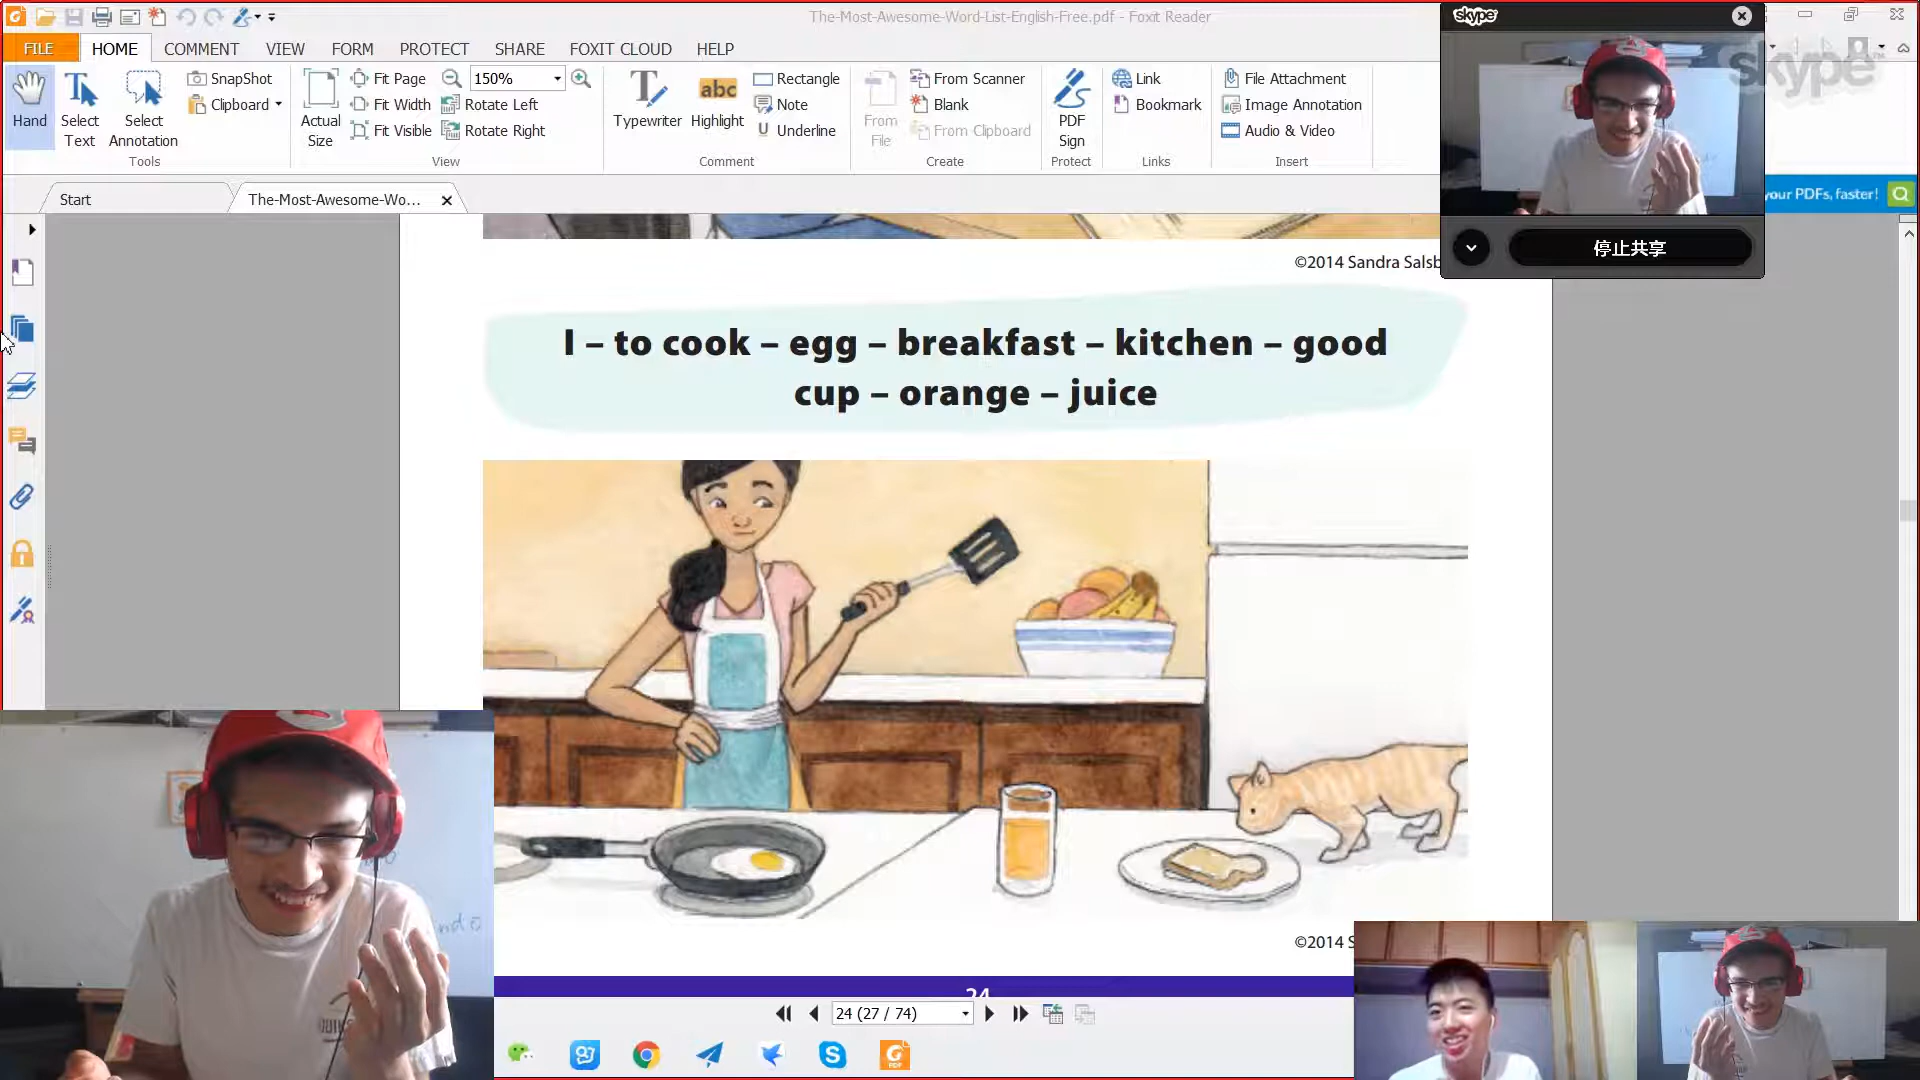 The-Most-Awesome-Word-List-English-Free.pdf - Foxit Reader
skype
FILE
HOME
COMMENT
VIEW
FORM
PROTECT
SHARE
FOXIT CLOUD
HELP
Hand
Select
Text
Select
Annotation
SnapShot
Clipboard
Tools
Actual
Size
Fit Page
Fit Width
Fit Visible
150%
Rotate Left
Rotate Right
View
Typewriter
abc
Highlight
Rectangle
Note
Underline
Comment
From
File
From Scanner
Blank
From Clipboard
Create
PDF
Sign
Protect
Link
Bookmark
Links
File Attachment
Image Annotation
Audio & Video
Insert
skype
Start
The-Most-Awesome-Wo...
your PDFs, faster!
停止共享
©2014 Sandra Salsb
I – to cook – egg – breakfast – kitchen – good
cup – orange – juice
©2014
24
24 (27 / 74)